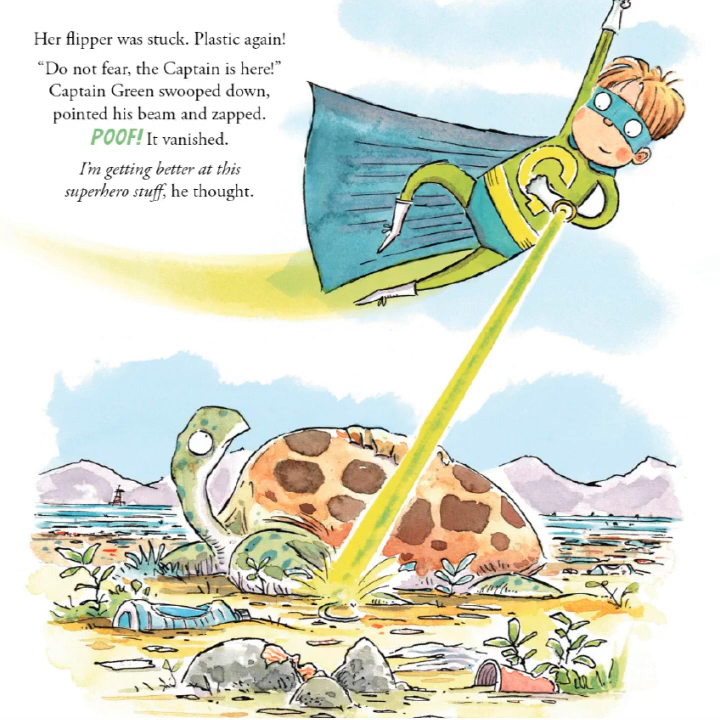 Her flipper was stuck. Plastic again!
“Do not fear, the Captain is here!”
Captain Green swooped down,
pointed his beam and zapped.
POOF! It vanished.
I’m getting better at this
superhero stuff, he thought.